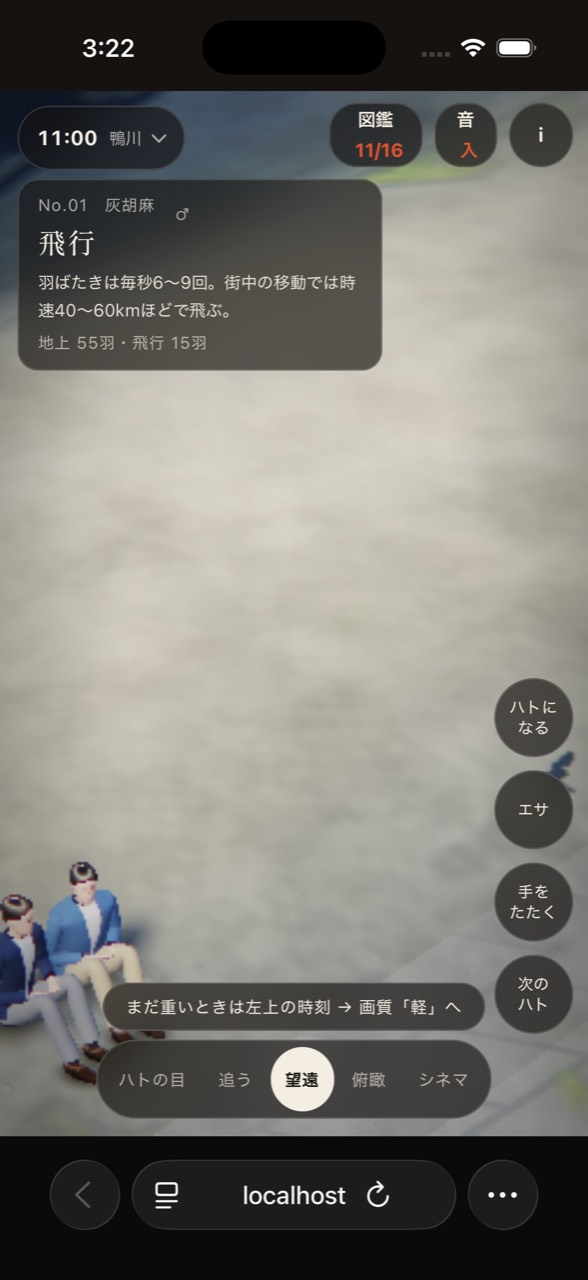 3:22
11:00 鴨川
図鑑
11/16
音
入
i
No.01 灰胡麻 ♂
飛行
羽ばたきは毎秒6〜9回。街中の移動では時
速40〜60kmほどで飛ぶ。
地上 55羽・飛行 15羽
ハトに
なる
エサ
手を
たたく
次の
ハト
まだ重いときは左上の時刻 → 画質「軽」へ
ハトの目 追う 望遠 俯瞰 シネマ
localhost